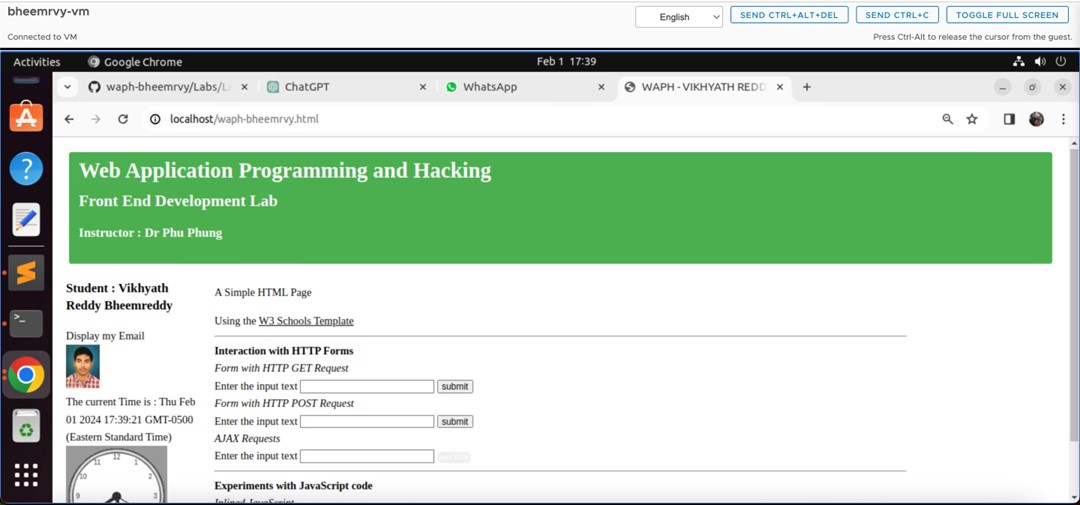 bheemrvy-vm
English
SEND CTRL+ALT+DEL
SEND CTRL+C
TOGGLE FULL SCREEN
Connected to VM
Press Ctrl-Alt to release the cursor from the guest.
Activities
Google Chrome
Feb 1 17:39
waph-bheemrvy/Labs/L
ChatGPT
WhatsApp
WAPH - VIKHYATH REDD
localhost/waph-bheemrvy.html
Web Application Programming and Hacking
Front End Development Lab
Instructor : Dr Phu Phung
Student : Vikhyath
Reddy Bheemreddy
Display my Email
The current Time is : Thu Feb
01 2024 17:39:21 GMT-0500
(Eastern Standard Time)
11 12 1
10 2
9 3
A Simple HTML Page
Using the W3 Schools Template
Interaction with HTTP Forms
Form with HTTP GET Request
Enter the input text submit
Form with HTTP POST Request
Enter the input text submit
AJAX Requests
Enter the input text
Experiments with JavaScript code
Inlined JavaScript